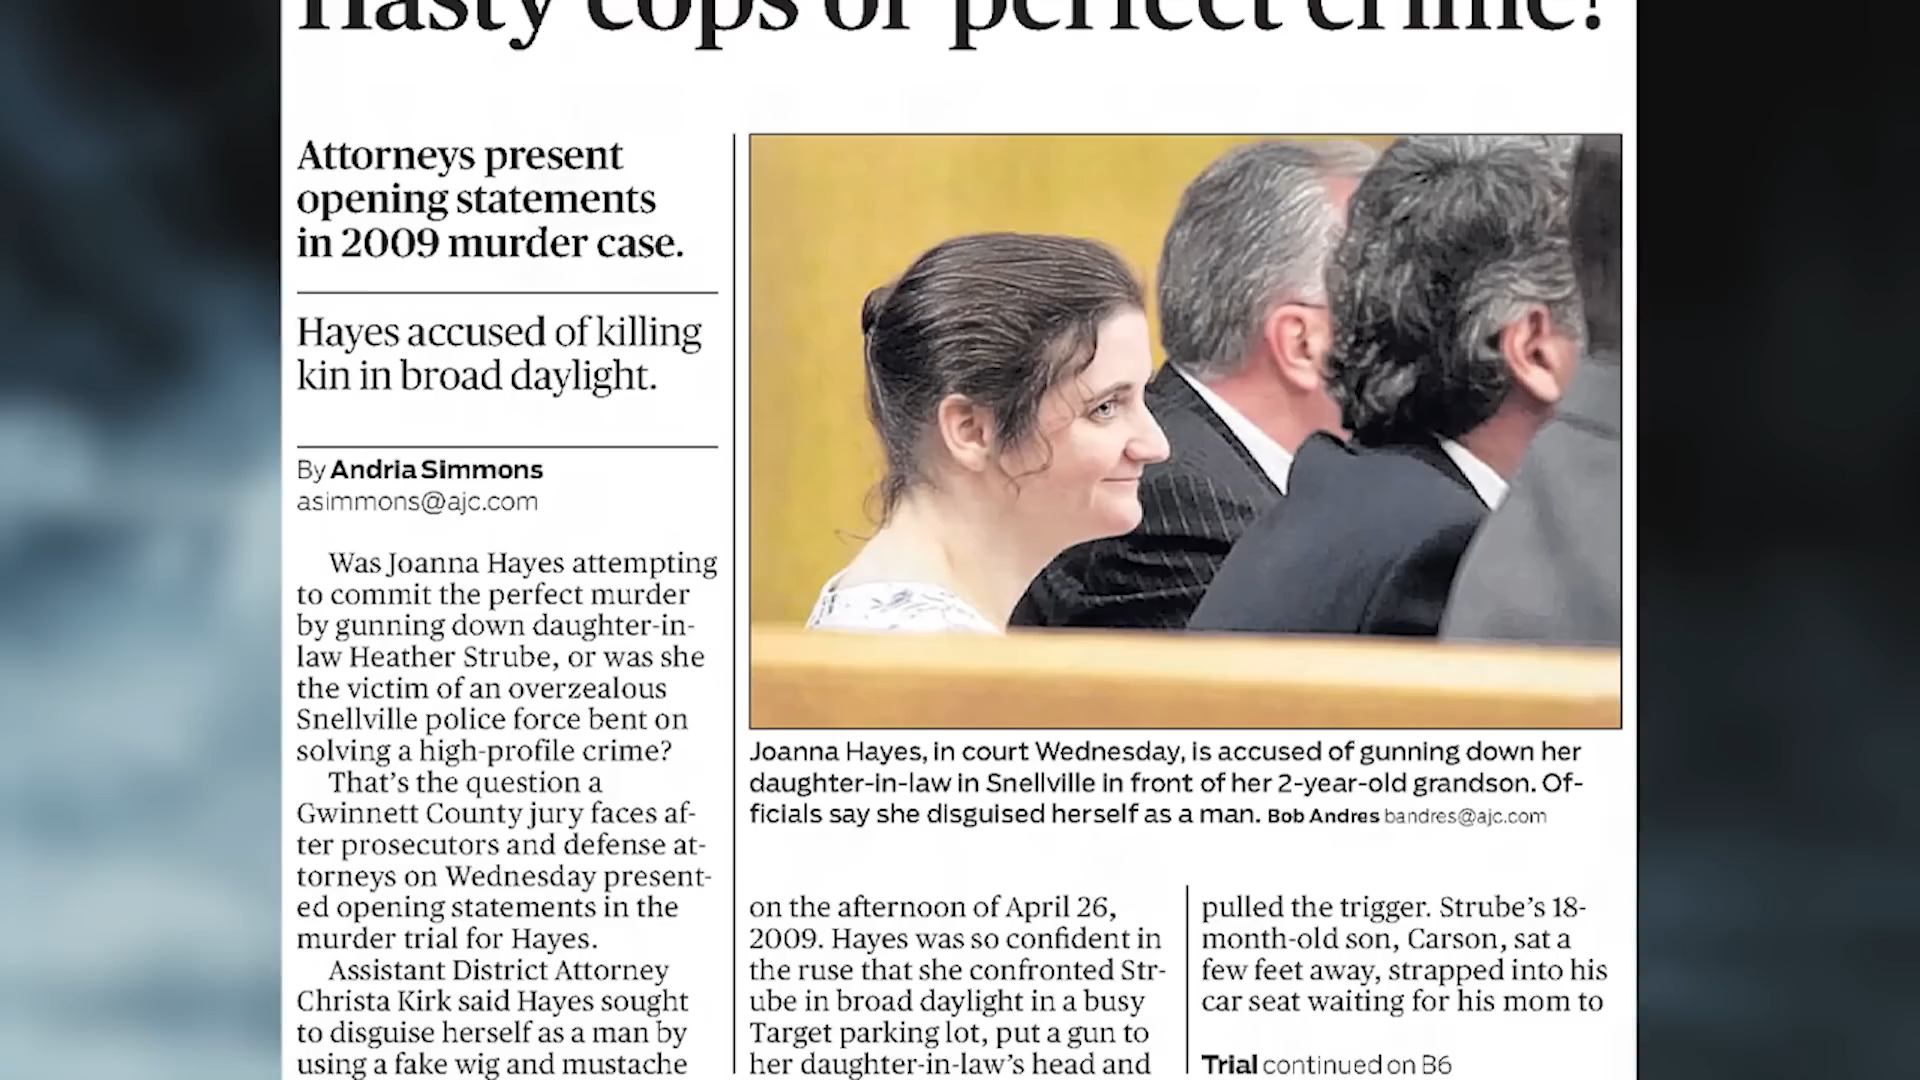 cops or perfect crime?
Attorneys present
opening statements
in 2009 murder case.
Hayes accused of killing
kin in broad daylight.
By Andria Simmons
asimmons@ajc.com
Was Joanna Hayes attempting
to commit the perfect murder
by gunning down daughter-in-
law Heather Strube, or was she
the victim of an overzealous
Snellville police force bent on
solving a high-profile crime?
That's the question a
Gwinnett County jury faces af-
ter prosecutors and defense at-
torneys on Wednesday present-
ed opening statements in the
murder trial for Hayes.
Assistant District Attorney
Christa Kirk said Hayes sought
to disguise herself as a man by
using a fake wig and mustache
Joanna Hayes, in court Wednesday, is accused of gunning down her
daughter-in-law in Snellville in front of her 2-year-old grandson. Of-
ficials say she disguised herself as a man. Bob Andres bandres@ajc.com
on the afternoon of April 26,
2009. Hayes was so confident in
the ruse that she confronted Str-
ube in broad daylight in a busy
Target parking lot, put a gun to
her daughter-in-law's head and
pulled the trigger. Strube's 18-
month-old son, Carson, sat a
few feet away, strapped into his
car seat waiting for his mom to
Trial continued on B6